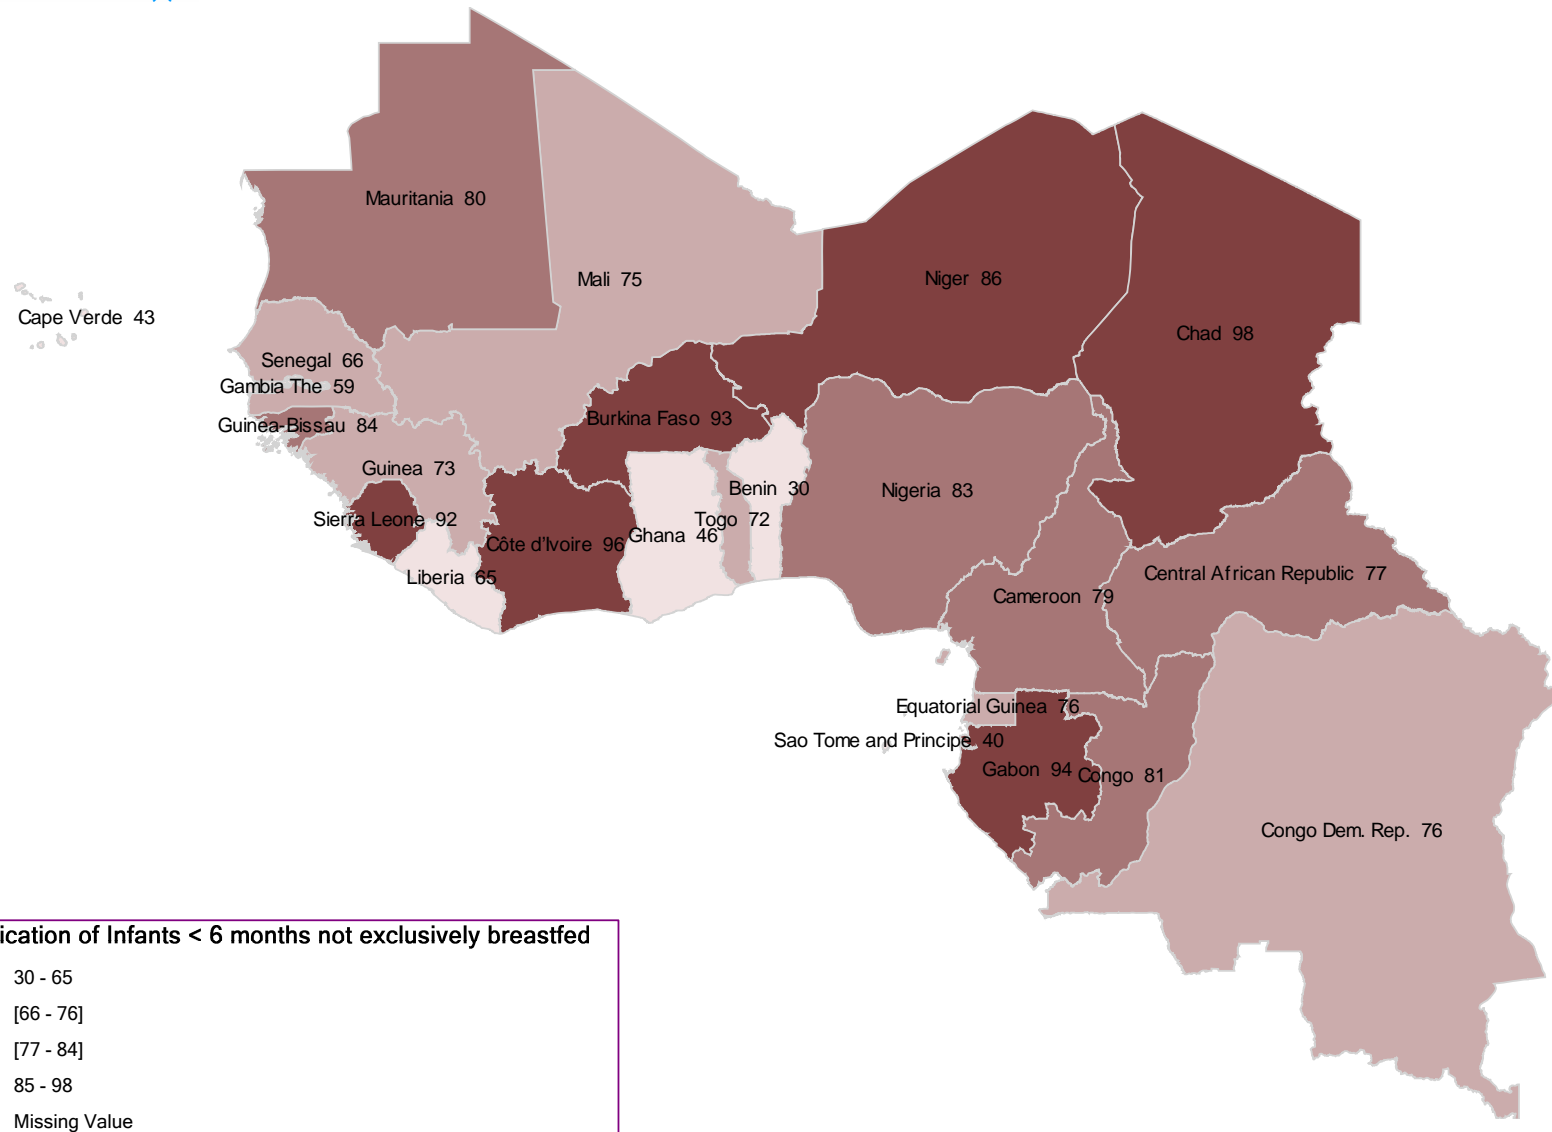 Mauritania 80
Mali 75
Niger 86
Cape Verde 43
Chad 98
Senegal 66
Gambia The 59
Burkina Faso 93
Guinea-Bissau 84
Guinea 73
Benin 30
Nigeria 83
Sierra Leone 92
Togo 72
Ghana 46
Côte d'Ivoire 96
Liberia 65
Central African Republic 77
Cameroon 79
Equatorial Guinea 76
Sao Tome and Principe 40
Gabon 94
Congo 81
Congo Dem. Rep. 76
ication of Infants < 6 months not exclusively breastfed
30 - 65
[66 - 76]
[77 - 84]
85 - 98
Missing Value